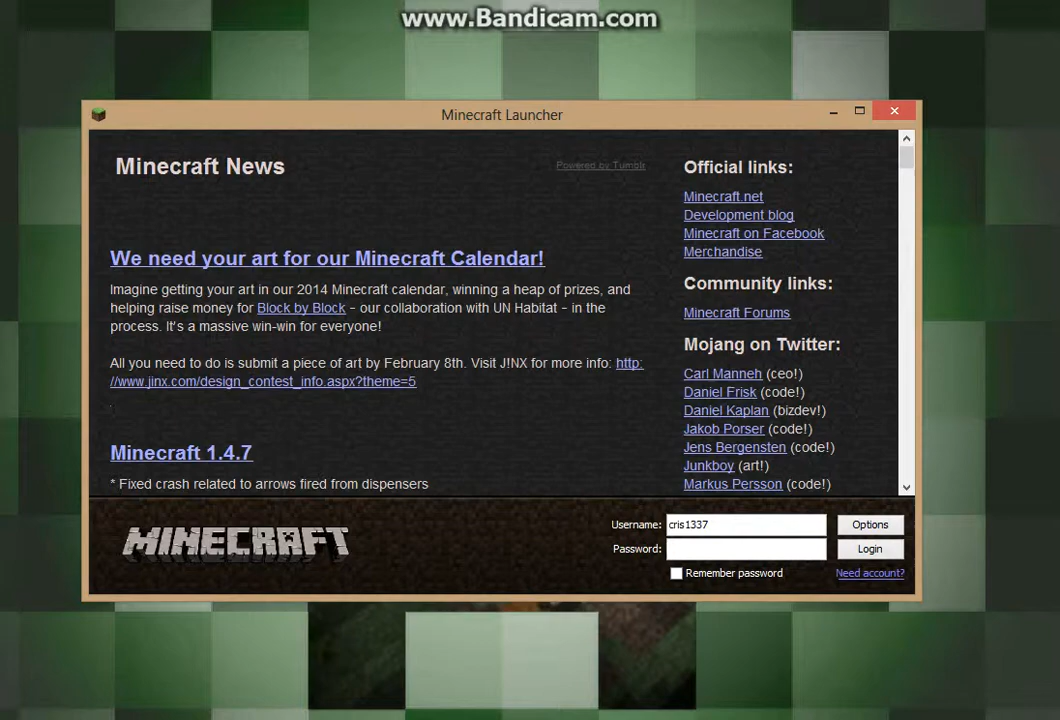 www.Bandicam.com
Minecraft Launcher
Minecraft News
Powered by Tumblr
We need your art for our Minecraft Calendar!
Imagine getting your art in our 2014 Minecraft calendar, winning a heap of prizes, and
helping raise money for Block by Block - our collaboration with UN Habitat - in the
process. It's a massive win-win for everyone!
All you need to do is submit a piece of art by February 8th. Visit J!NX for more info: http:
//www.jinx.com/design_contest_info.aspx?theme=5
Minecraft 1.4.7
* Fixed crash related to arrows fired from dispensers
Official links:
Minecraft.net
Development blog
Minecraft on Facebook
Merchandise
Community links:
Minecraft Forums
Mojang on Twitter:
Carl Manneh (ceo!)
Daniel Frisk (code!)
Daniel Kaplan (bizdev!)
Jakob Porser (code!)
Jens Bergensten (code!)
Junkboy (art!)
Markus Persson (code!)
MINECRAFT
Username: cris1337 Options
Password: Login
Remember password Need account?